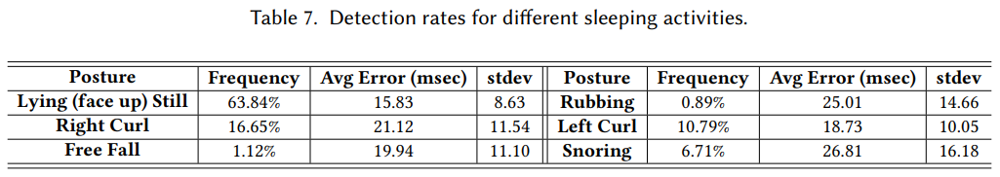 Table 7. Detection rates for different sleeping activities.
Posture Frequency Avg Error (msec) stdev Posture Frequency Avg Error (msec) stdev
Lying (face up) Still 63.84% 15.83 8.63 Rubbing 0.89% 25.01 14.66
Right Curl 16.65% 21.12 11.54 Left Curl 10.79% 18.73 10.05
Free Fall 1.12% 19.94 11.10 Snoring 6.71% 26.81 16.18